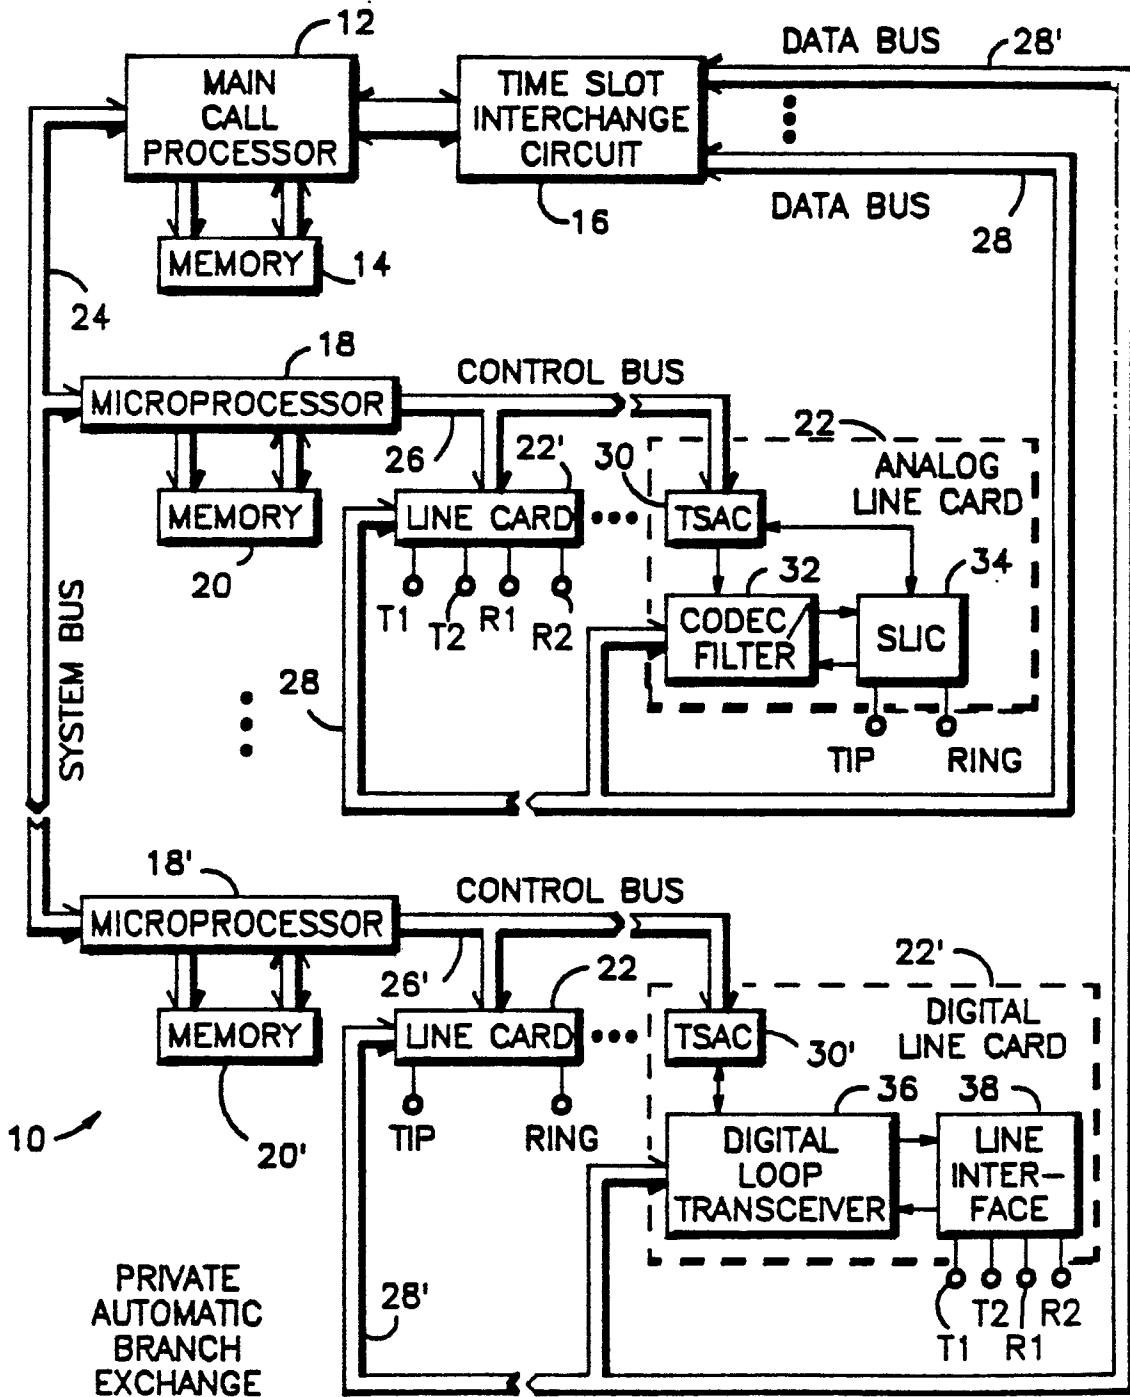 12
MAIN
CALL
PROCESSOR
TIME SLOT
INTERCHANGE
CIRCUIT
16
DATA BUS
28'
DATA BUS
28
MEMORY
14
24
18
MICROPROCESSOR
CONTROL BUS
26
MEMORY
20
22'
LINE CARD
T1
T2
R1
R2
30
TSAC
22
ANALOG
LINE CARD
32
CODEC/
FILTER
34
SLIC
TIP
RING
28
SYSTEM BUS
18'
MICROPROCESSOR
CONTROL BUS
26'
MEMORY
20'
22
LINE CARD
TIP
RING
TSAC
30'
22'
DIGITAL
LINE CARD
36
DIGITAL
LOOP
TRANSCEIVER
38
LINE
INTER-
FACE
T1
T2
R1
R2
28'
10
PRIVATE
AUTOMATIC
BRANCH
EXCHANGE